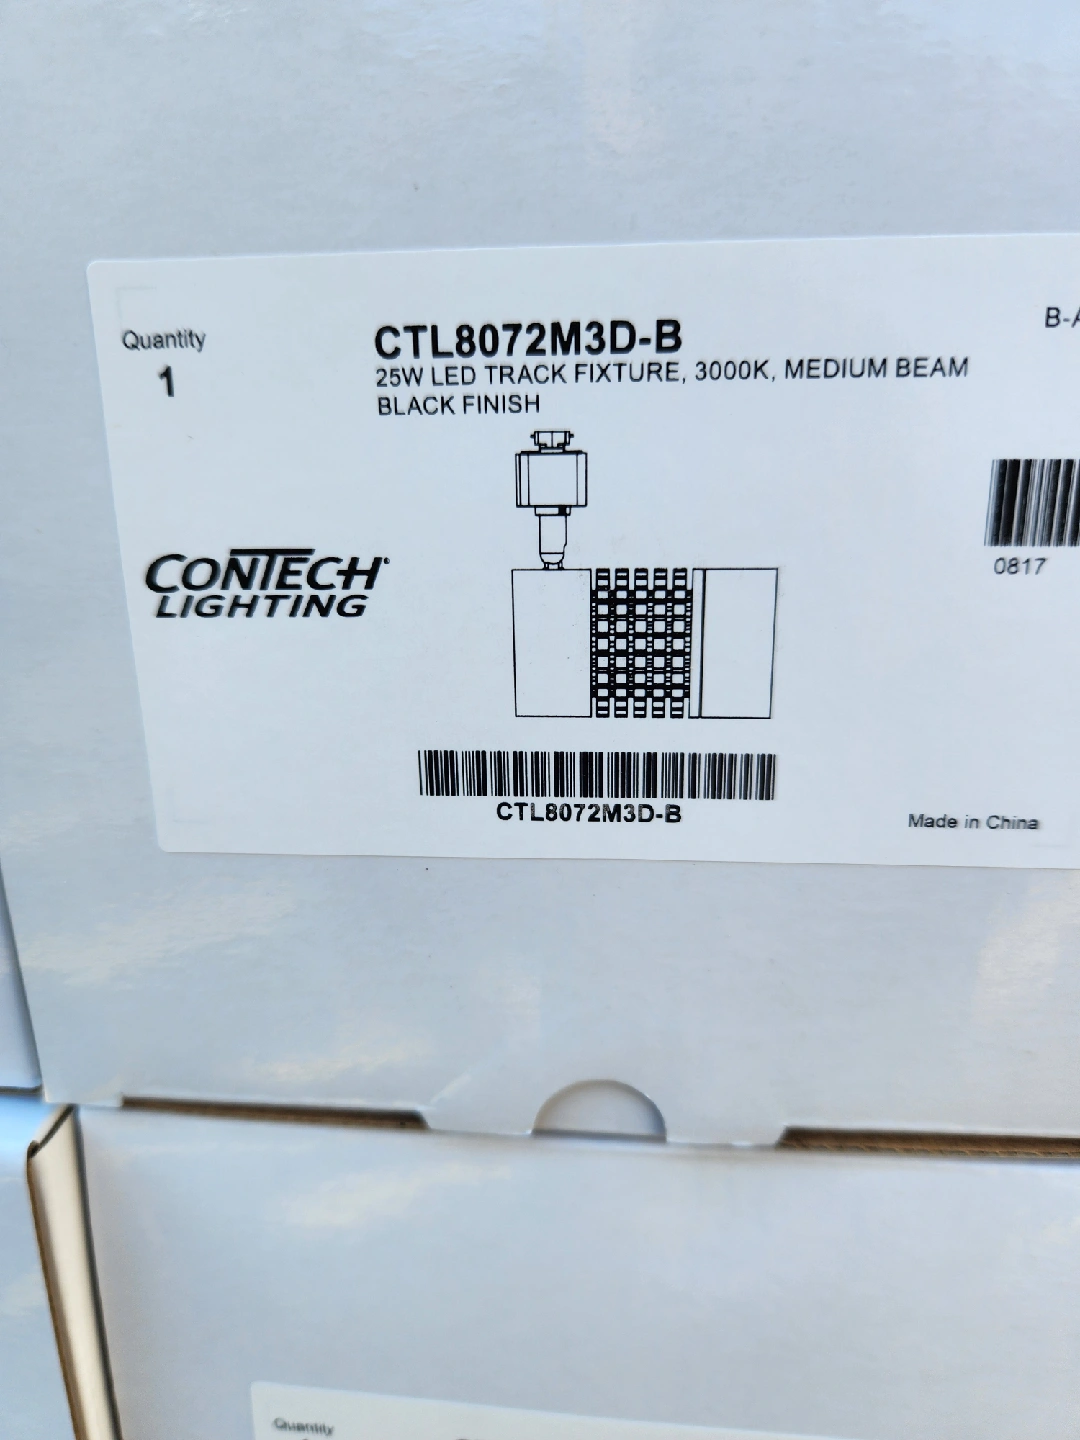 Quantity
1
CTL8072M3D-B
25W LED TRACK FIXTURE, 3000K, MEDIUM BEAM
BLACK FINISH
B-A
CONTECH
LIGHTING
0817
CTL8072M3D-B
Made in China
Quantity